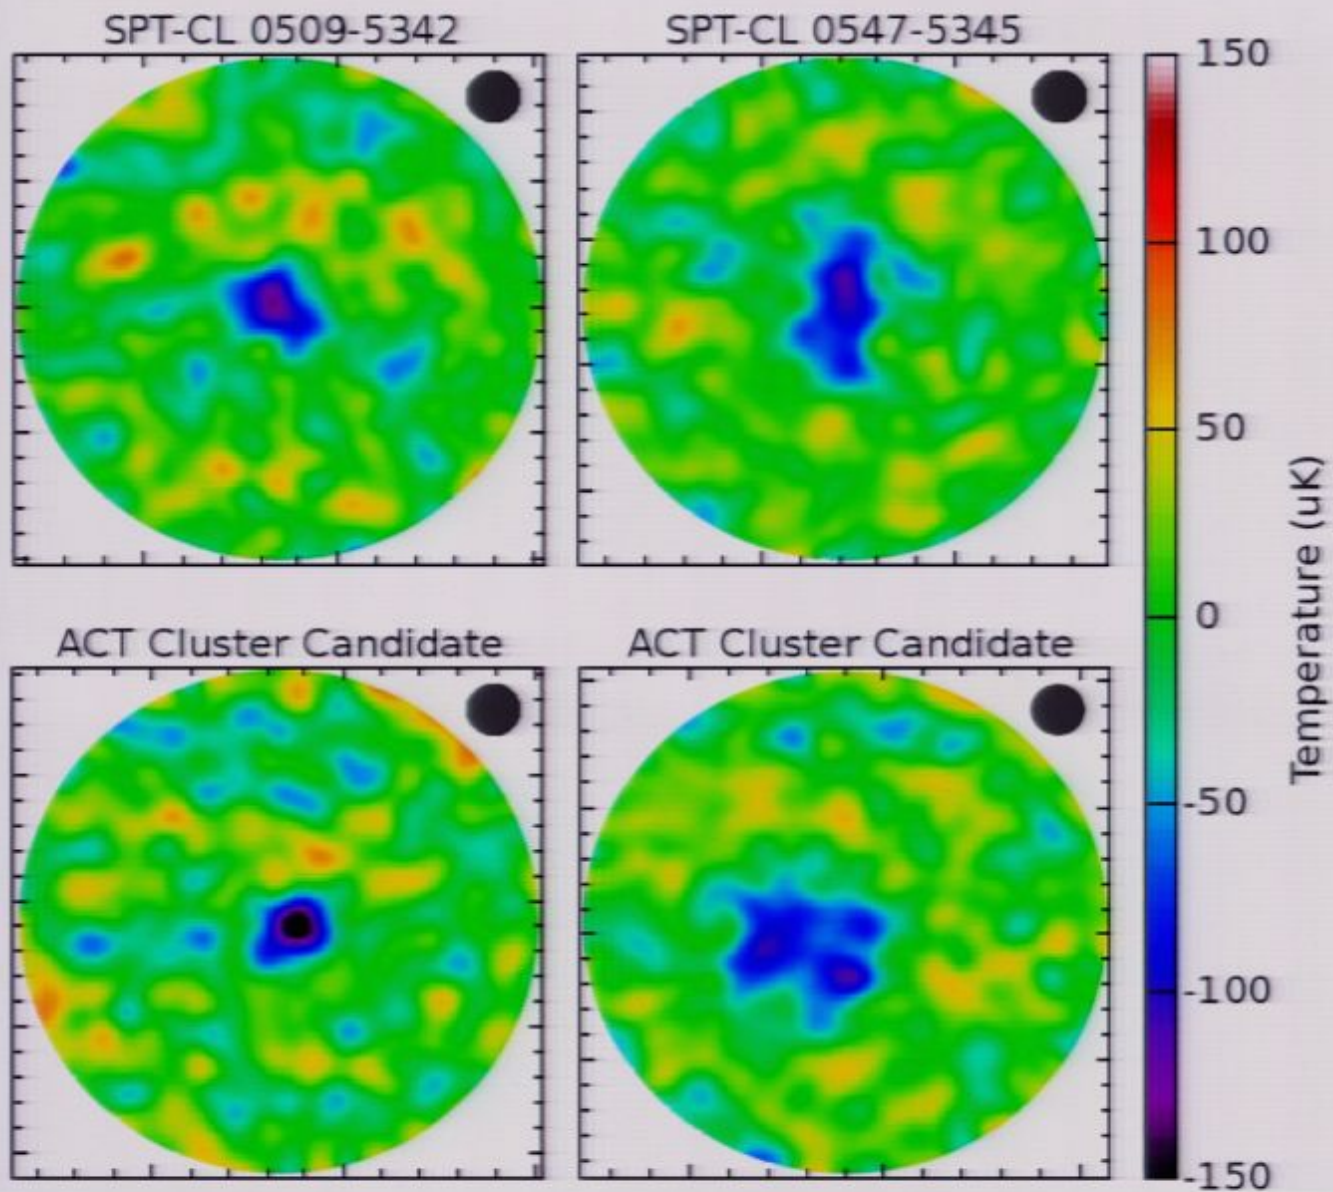 SPT-CL 0509-5342
SPT-CL 0547-5345
ACT Cluster Candidate
ACT Cluster Candidate
150
100
50
0
-50
-100
-150
Temperature (uK)